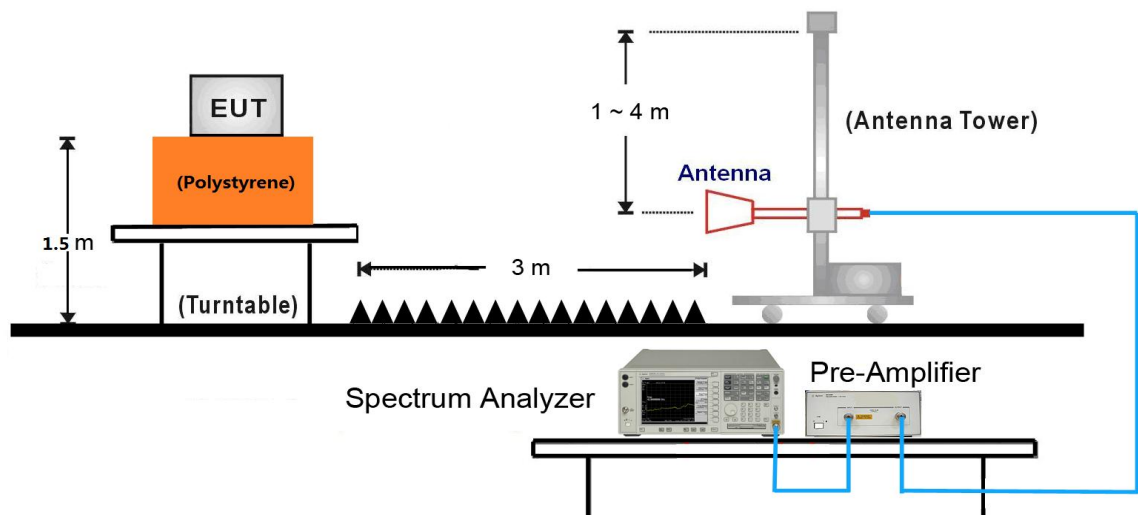 EUT
(Polystyrene)
1.5 m
(Turntable)
3 m
1 ~ 4 m
Antenna
(Antenna Tower)
Spectrum Analyzer
Pre-Amplifier